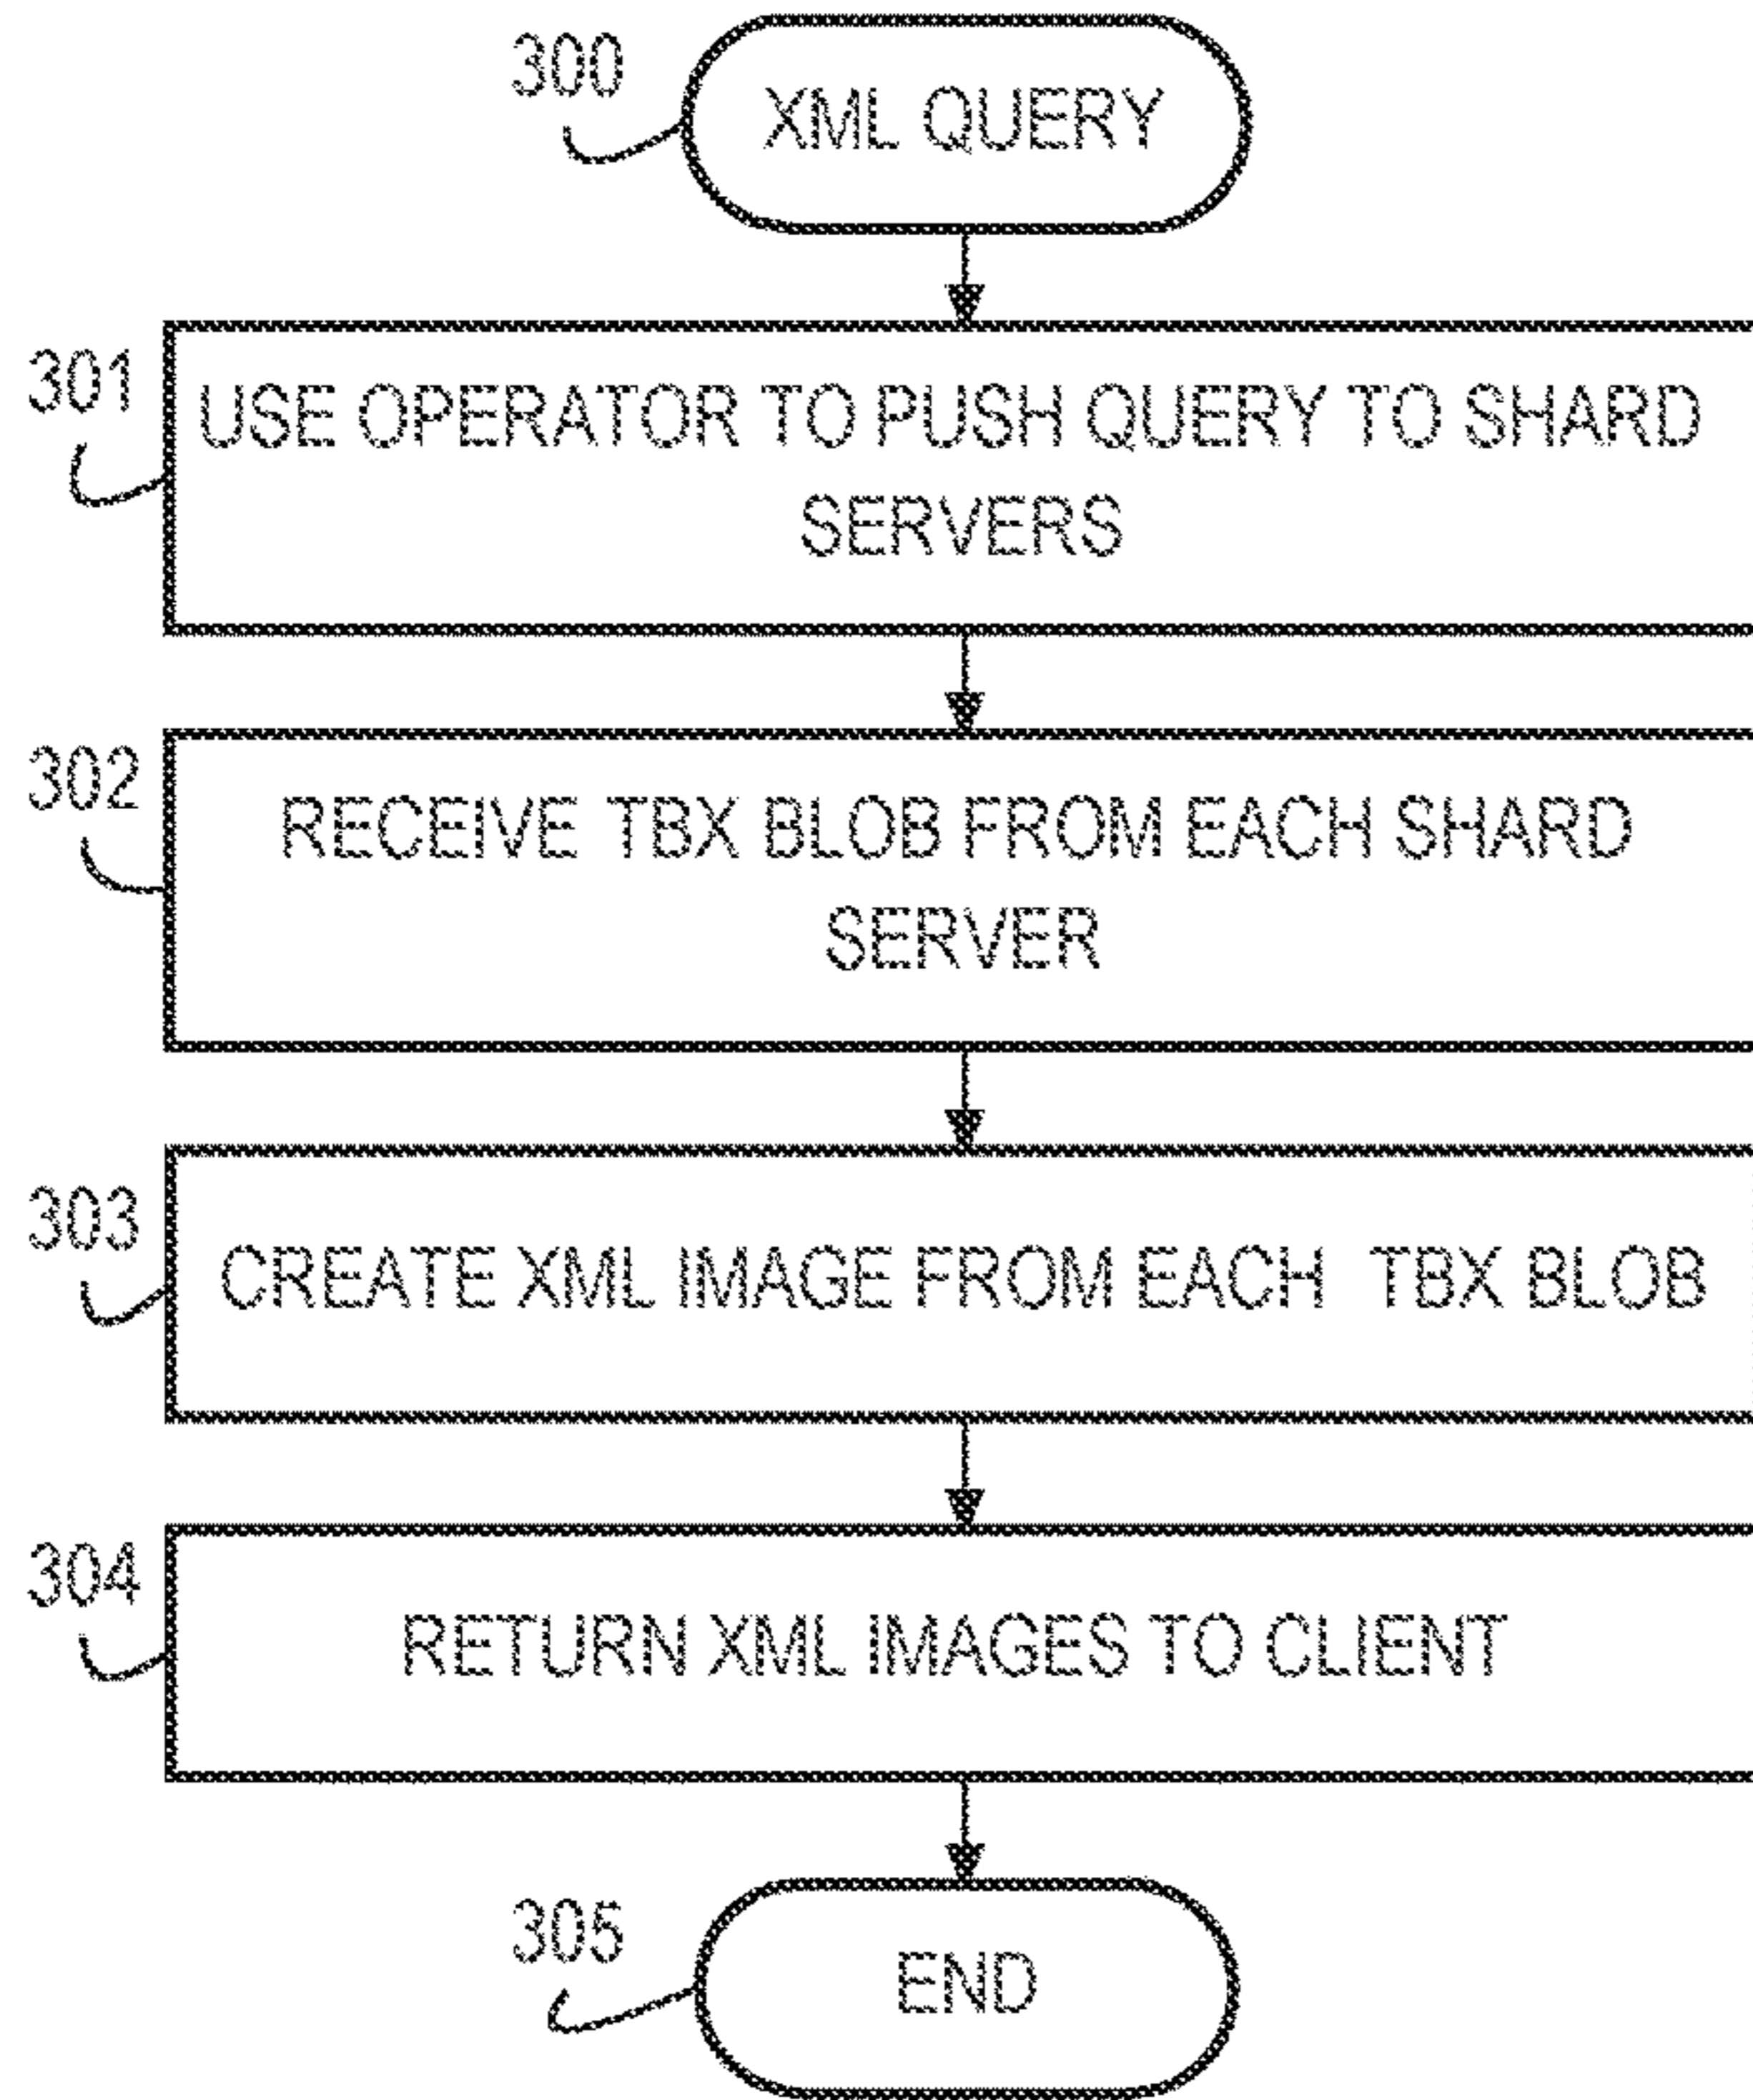 300
XML QUERY
301
USE OPERATOR TO PUSH QUERY TO SHARD
SERVERS
302
RECEIVE TBX BLOB FROM EACH SHARD
SERVER
303
CREATE XML IMAGE FROM EACH TBX BLOB
304
RETURN XML IMAGES TO CLIENT
305
END